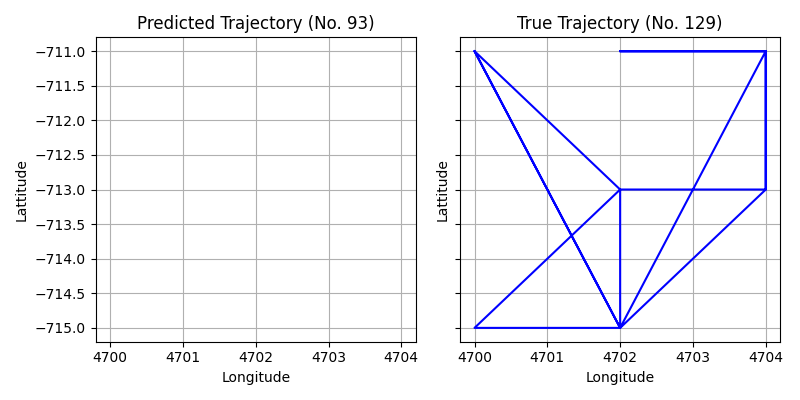 Predicted Trajectory (No. 93)
True Trajectory (No. 129)
Lattitude
−711.0
−711.5
−712.0
−712.5
−713.0
−713.5
−714.0
−714.5
−715.0
4700 4701 4702 4703 4704
Longitude
Lattitude
4700 4701 4702 4703 4704
Longitude